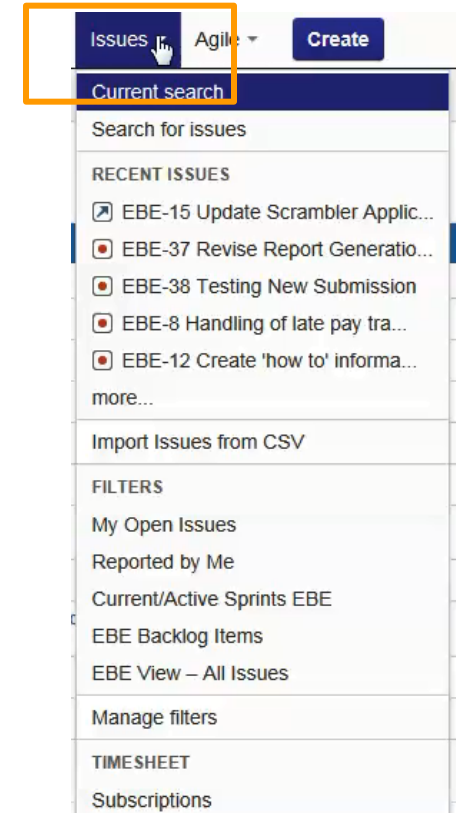 Issues Agile Create
Current search
Search for issues
RECENT ISSUES
EBE-15 Update Scrambler Applic...
EBE-37 Revise Report Generatio...
EBE-38 Testing New Submission
EBE-8 Handling of late pay tra...
EBE-12 Create 'how to' informa...
more...
Import Issues from CSV
FILTERS
My Open Issues
Reported by Me
Current/Active Sprints EBE
EBE Backlog Items
EBE View – All Issues
Manage filters
TIMESHEET
Subscriptions